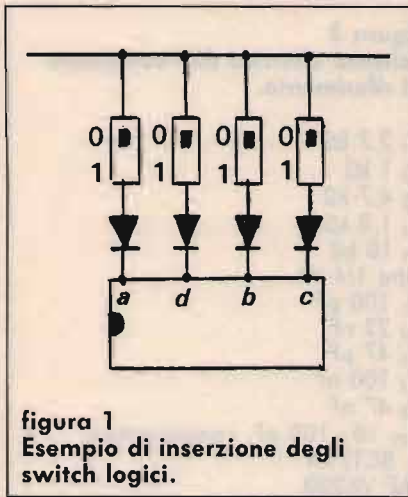 0 0 0 0
1 1 1 1
a d b c
figura 1
Esempio di inserzione degli
switch logici.